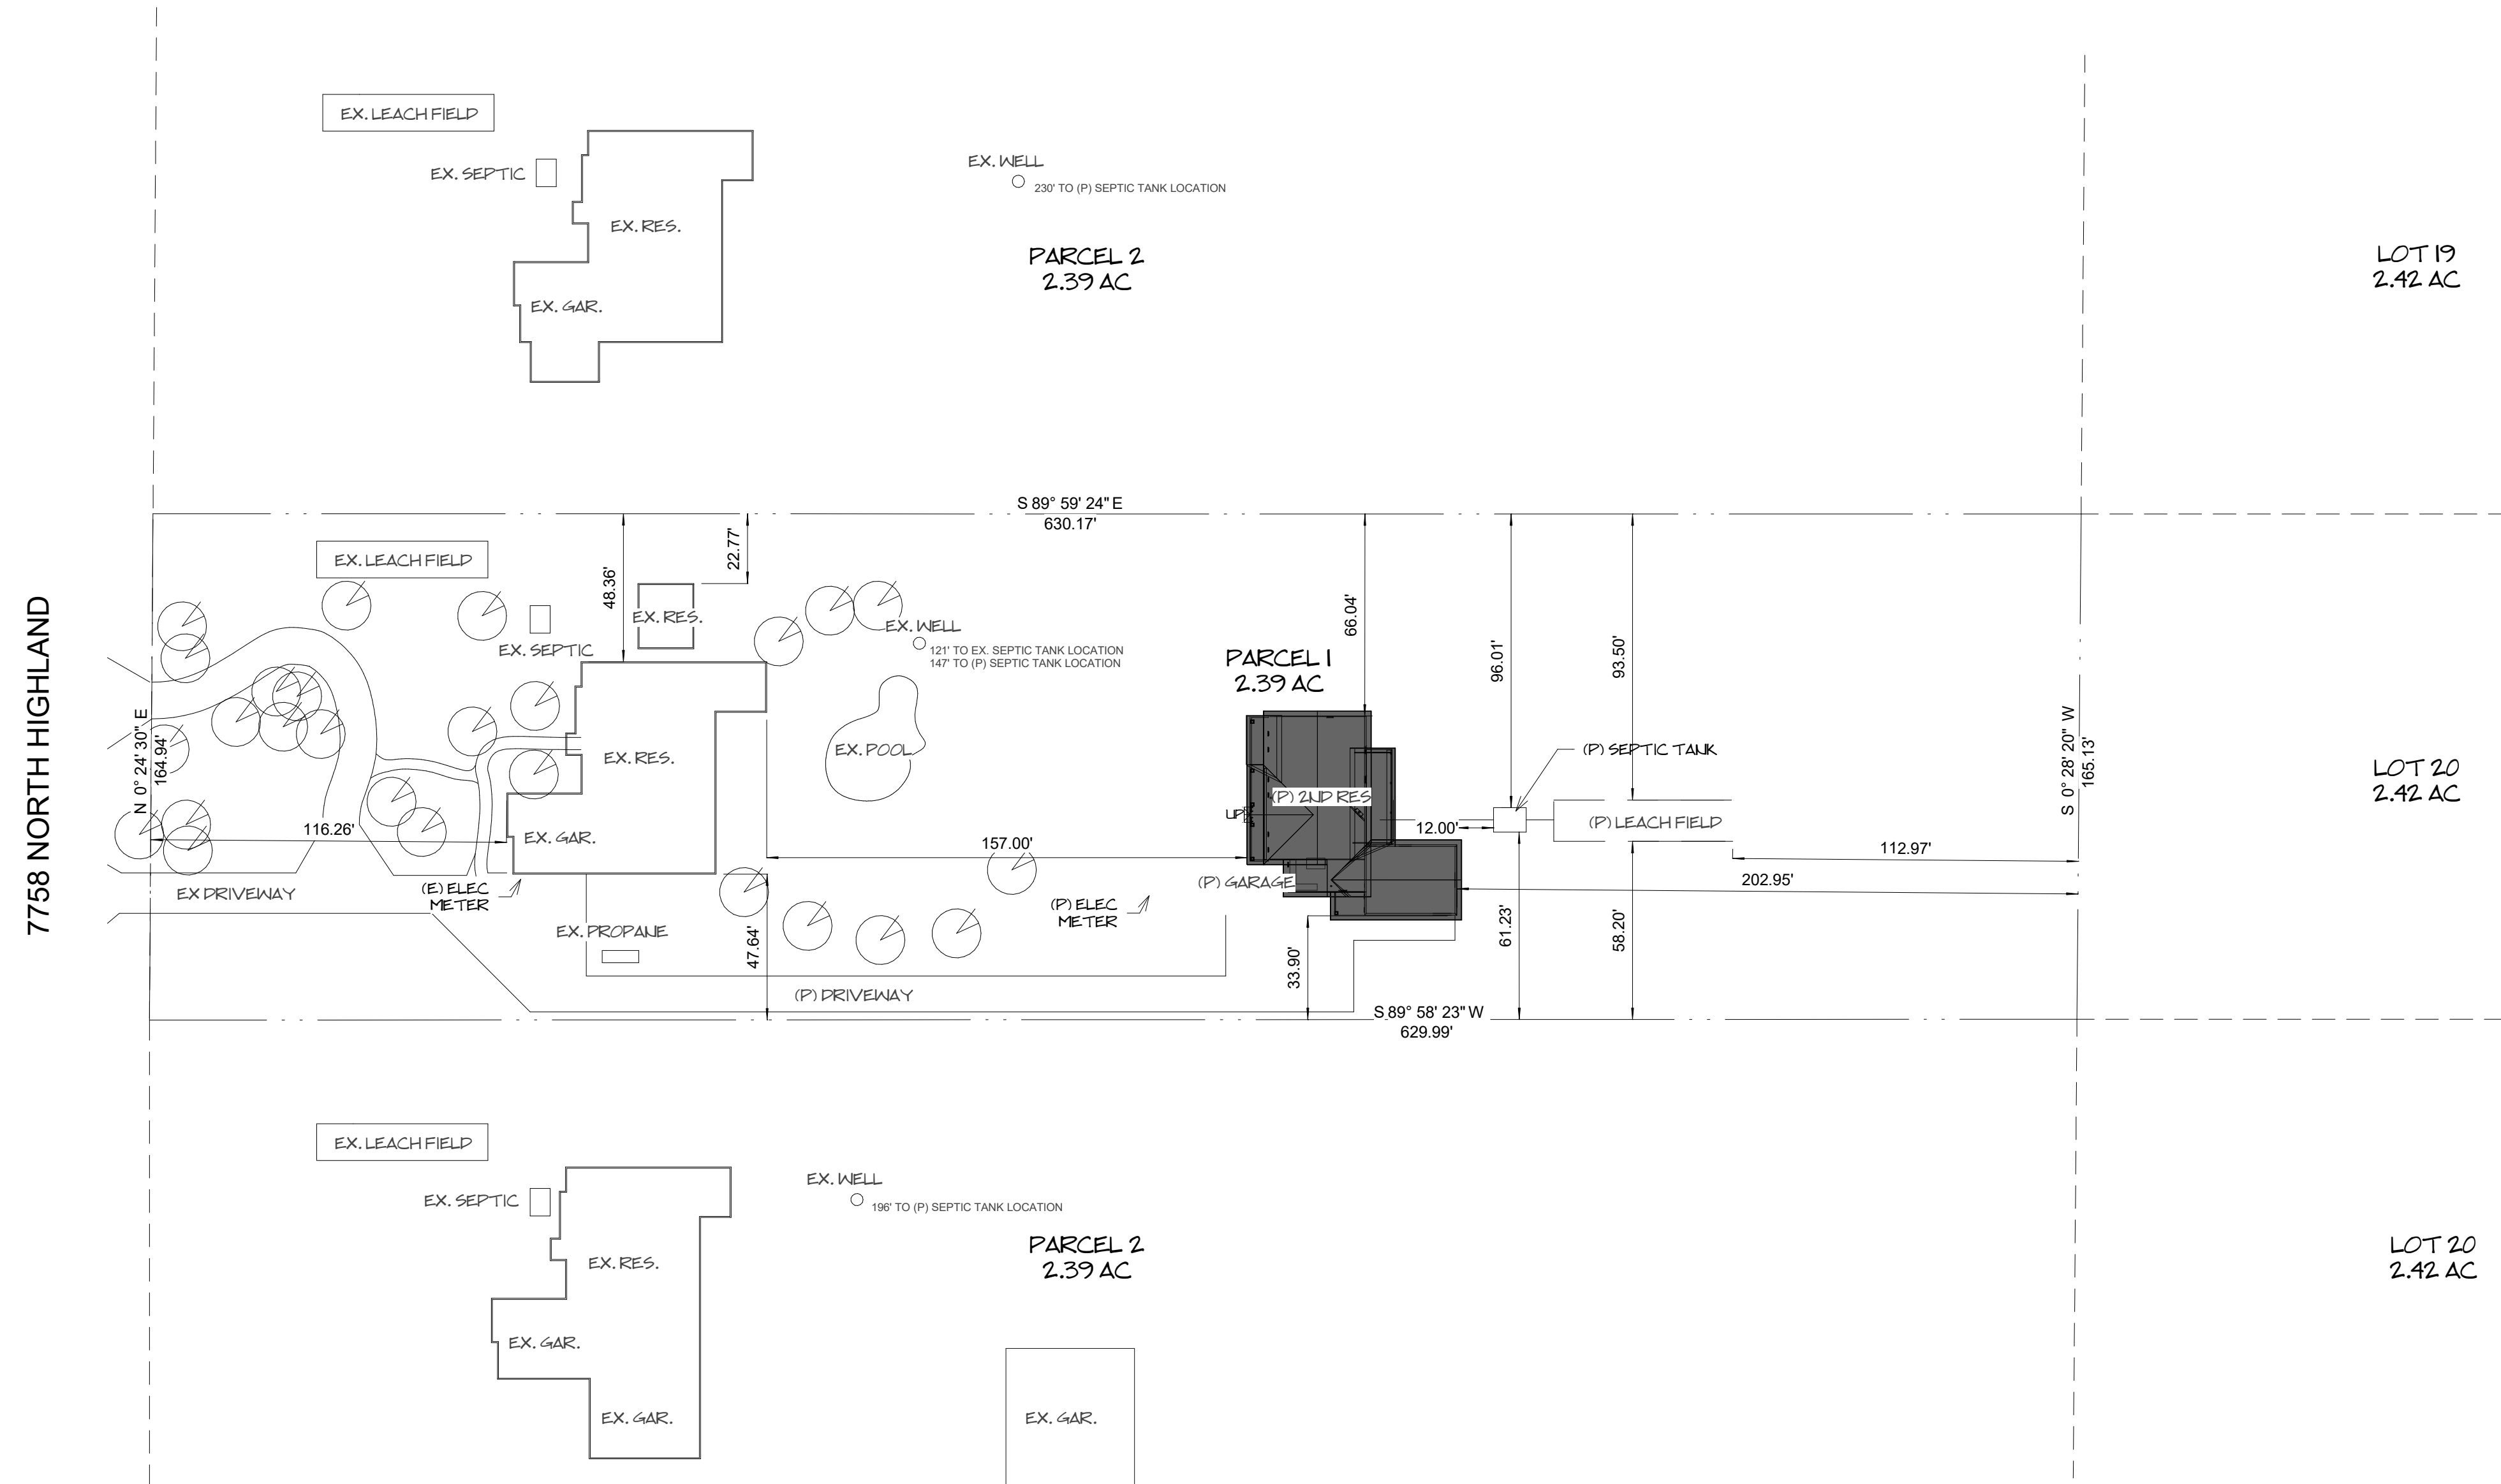 EX. LEACH FIELD
EX. SEPTIC
EX. RES.
EX. GAR.
EX. WELL
230' TO (P) SEPTIC TANK LOCATION
PARCEL 2
2.39 AC
LOT 19
2.42 AC
7758 NORTH HIGHLAND
S 89° 59' 24" E
630.17'
EX. LEACH FIELD
48.36'
22.77'
EX. RES.
EX. SEPTIC
EX. WELL
121' TO EX. SEPTIC TANK LOCATION
147' TO (P) SEPTIC TANK LOCATION
66.04'
96.01'
93.50'
PARCEL 1
2.39 AC
N 0° 24' 30" E
164.94'
EX. RES.
EX. POOL
(P) SEPTIC TANK
S 0° 28' 20" W
165.13'
LOT 20
2.42 AC
(P) 2ND RES
UP
116.26'
EX. GAR.
157.00'
12.00'
(P) LEACH FIELD
112.97'
202.95'
EX DRIVEWAY
(E) ELEC
METER
(P) GARAGE
(P) ELEC
METER
EX. PROPANE
47.64'
33.90'
61.23'
58.20'
(P) DRIVEWAY
S 89° 58' 23" W
629.99'
EX. LEACH FIELD
EX. SEPTIC
EX. WELL
196' TO (P) SEPTIC TANK LOCATION
PARCEL 2
2.39 AC
LOT 20
2.42 AC
EX. RES.
EX. GAR.
EX. GAR.
EX. GAR.